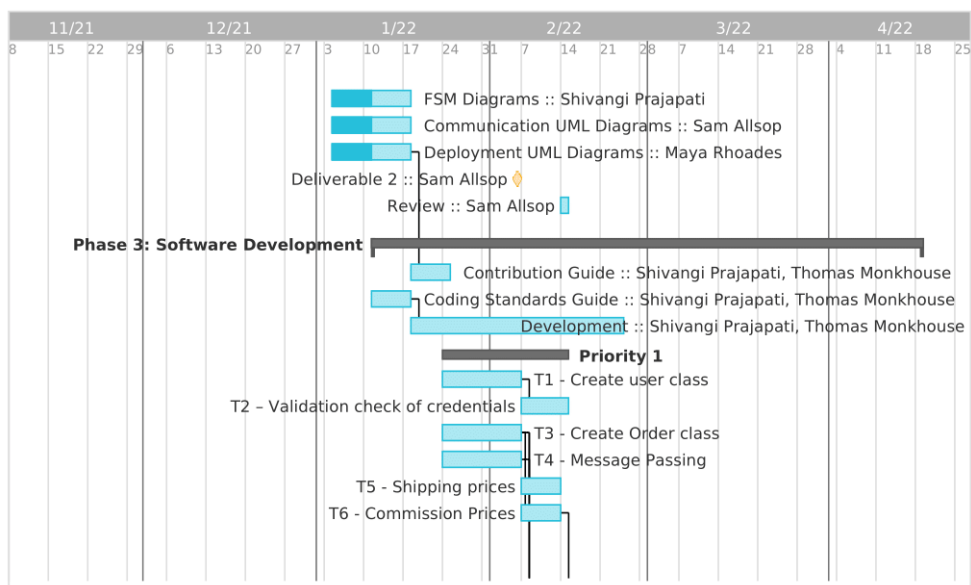 11/21 12/21 1/22 2/22 3/22 4/22
8 15 22 29 6 13 20 27 3 10 17 24 31 7 14 21 28 7 14 21 28 4 11 18 25
FSM Diagrams :: Shivangi Prajapati
Communication UML Diagrams :: Sam Allsop
Deployment UML Diagrams :: Maya Rhoades
Deliverable 2 :: Sam Allsop
Review :: Sam Allsop
Phase 3: Software Development
Contribution Guide :: Shivangi Prajapati, Thomas Monkhouse
Coding Standards Guide :: Shivangi Prajapati, Thomas Monkhouse
Development :: Shivangi Prajapati, Thomas Monkhouse
Priority 1
T1 - Create user class
T2 – Validation check of credentials
T3 - Create Order class
T4 - Message Passing
T5 - Shipping prices
T6 - Commission Prices